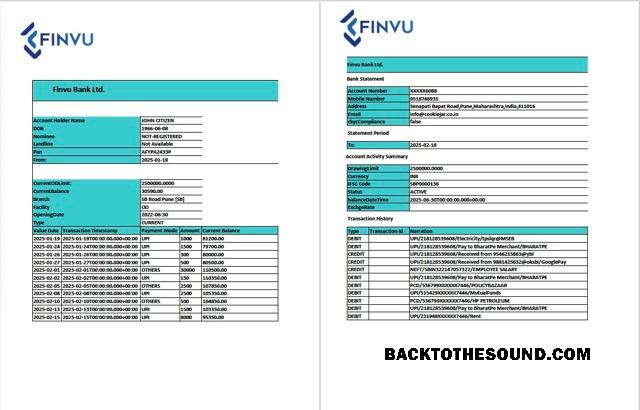 FINVU
Finvu Bank Ltd.
Account Holder Name JOHN CITIZEN
DOB 1966-06-08
Nominee NOT-REGISTERED
Landline Not Available
Pan AFYPA2433P
From: 2025-01-18
CurrentODLimit: 2500000.0000
CurrentBalance 30590.00
Branch SB Road Pune [SB]
Facility OD
OpeningDate 2022-06-30
Type CURRENT
Value Date Transaction Timestamp Payment Mode Amount Current Balance
2025-01-19 2025-01-19T00:00:00.000+00:00 UPI 1000 81200.00
2025-01-24 2025-01-24T00:00:00.000+00:00 UPI 1500 79700.00
2025-01-26 2025-01-26T00:00:00.000+00:00 UPI 300 80000.00
2025-01-27 2025-01-27T00:00:00.000+00:00 UPI 500 80500.00
2025-02-01 2025-02-01T00:00:00.000+00:00 OTHERS 30000 110500.00
2025-02-02 2025-02-02T00:00:00.000+00:00 UPI 500 110000.00
2025-02-05 2025-02-05T00:00:00.000+00:00 OTHERS 2500 107850.00
2025-02-08 2025-02-08T00:00:00.000+00:00 UPI 2500 105350.00
2025-02-10 2025-02-10T00:00:00.000+00:00 OTHERS 500 104850.00
2025-02-13 2025-02-13T00:00:00.000+00:00 UPI 1500 103350.00
2025-02-15 2025-02-15T00:00:00.000+00:00 UPI 8000 95350.00
FINVU
Finvu Bank Ltd.
Bank Statement
Account Number XXXXX6088
Mobile Number 9518748935
Address Senapati Bapat Road,Pune,Maharashtra,India,411016
Email info@cookiejar.co.in
ckycCompliance false
Statement Period
To: 2025-02-18
Account Activity Summary
DrawingLimit 2500000.0000
Currency INR
IFSC Code SBP0000136
Status ACTIVE
balanceDateTime 2025-06-30T00:00:00.000+00:00
ExchgeRate
Transaction History
Type Transaction Id Narration
DEBIT UPI/218128539608/Electricity/tpslqr@MSEB
DEBIT UPI/218128539608/Pay to BharatPe Merchant/BHARATPE
CREDIT UPI/218128539608/Received from 9546215863@ybl
CREDIT UPI/218128539608/Received from 9881425632@oksbi/GooglePay
CREDIT NEFT/SBIN322147057322/EMPLOYEE SALARY
DEBIT UPI/218128539608/Pay to BharatPe Merchant/BHARATPE
DEBIT PCD/536799XXXXXX7446/POLICYBAZAAR
DEBIT UPI/515429XXXXXX7446/MutualFunds
DEBIT PCD/536799XXXXXX7446/HP PETROLEUM
DEBIT UPI/218128539608/Pay to BharatPe Merchant/BHARATPE
DEBIT UPI/231948XXXXXX7446/Rent
BACKTOTHESOUND.COM